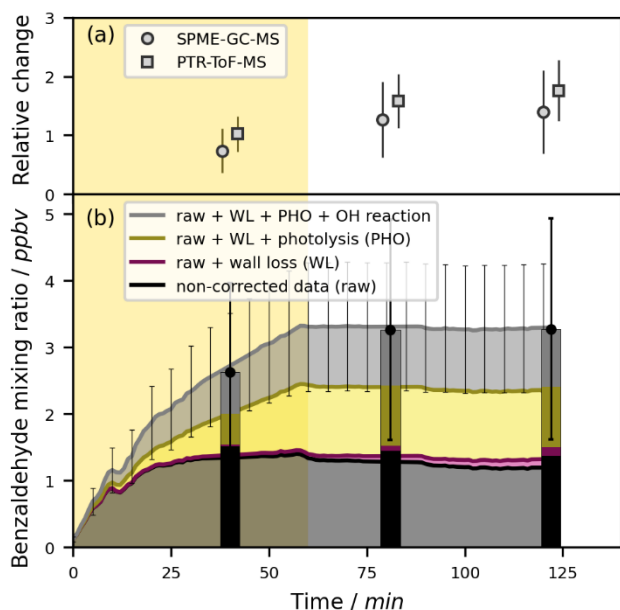 3
2
1
0
Relative change
(a)
SPME-GC-MS
PTR-ToF-MS
5
4
3
2
1
0
Benzaldehyde mixing ratio / ppbv
(b)
raw + WL + PHO + OH reaction
raw + WL + photolysis (PHO)
raw + wall loss (WL)
non-corrected data (raw)
0 25 50 75 100 125
Time / min